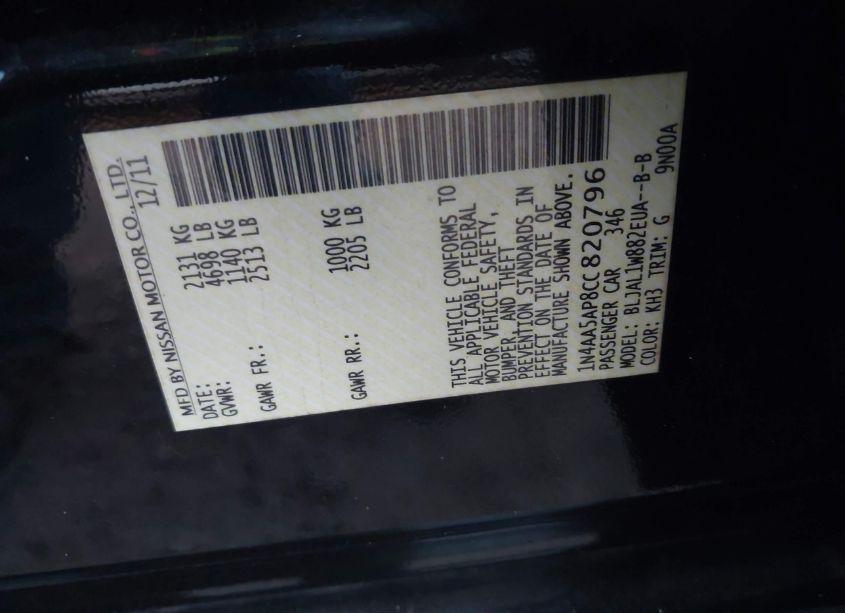 MFD BY NISSAN MOTOR CO., LTD.
DATE: 12/11
GVWR: 2131 KG
4698 LB
GAWR FR.: 1140 KG
2513 LB
GAWR RR.: 1000 KG
2205 LB
THIS VEHICLE CONFORMS TO
ALL APPLICABLE FEDERAL
MOTOR VEHICLE SAFETY,
BUMPER, AND THEFT
PREVENTION STANDARDS IN
EFFECT ON THE DATE OF
MANUFACTURE SHOWN ABOVE.
1N4AA5AP8CC820796
PASSENGER CAR 346
MODEL: BLJALIW882EUA--B-B
COLOR: KH3 TRIM: G 9N00A